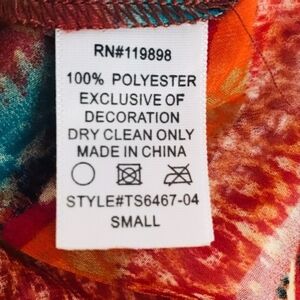 RN#119898
100% POLYESTER
EXCLUSIVE OF
DECORATION
DRY CLEAN ONLY
MADE IN CHINA
STYLE#TS6467-04
SMALL